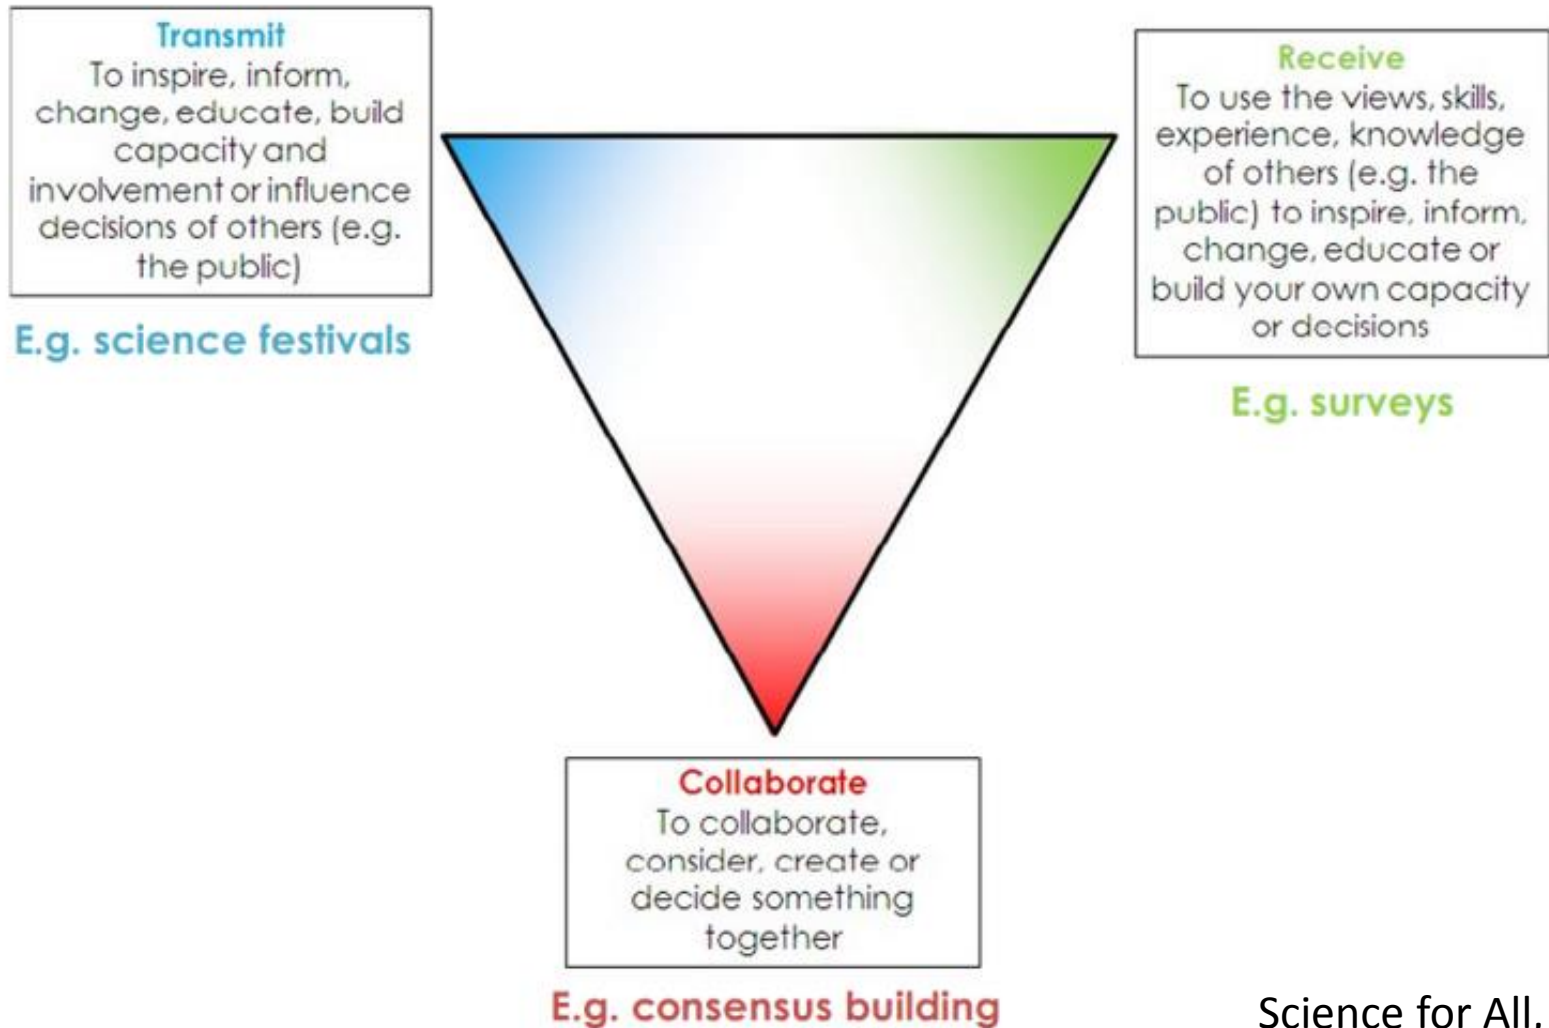 Transmit
To inspire, inform,
change, educate, build
capacity and
involvement or influence
decisions of others (e.g.
the public)
E.g. science festivals
Receive
To use the views, skills,
experience, knowledge
of others (e.g. the
public) to inspire, inform,
change, educate or
build your own capacity
or decisions
E.g. surveys
Collaborate
To collaborate,
consider, create or
decide something
together
E.g. consensus building
Science for All.